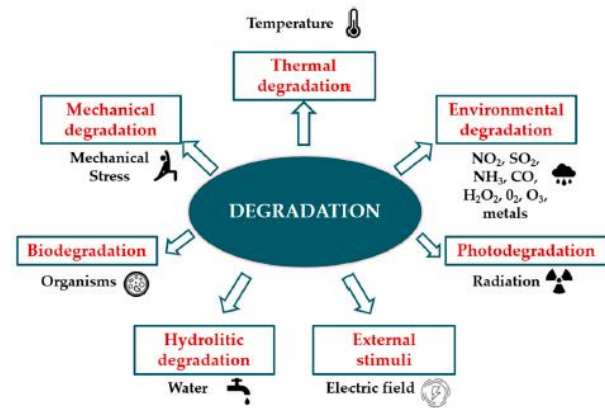 Temperature
Thermal
degradation
Mechanical
degradation
Mechanical
Stress
Environmental
degradation
NO₂, SO₂,
NH₃, CO,
H₂O₂, 0₂, O₃,
metals
DEGRADATION
Biodegradation
Organisms
Photodegradation
Radiation
Hydrolitic
degradation
Water
External
stimuli
Electric field